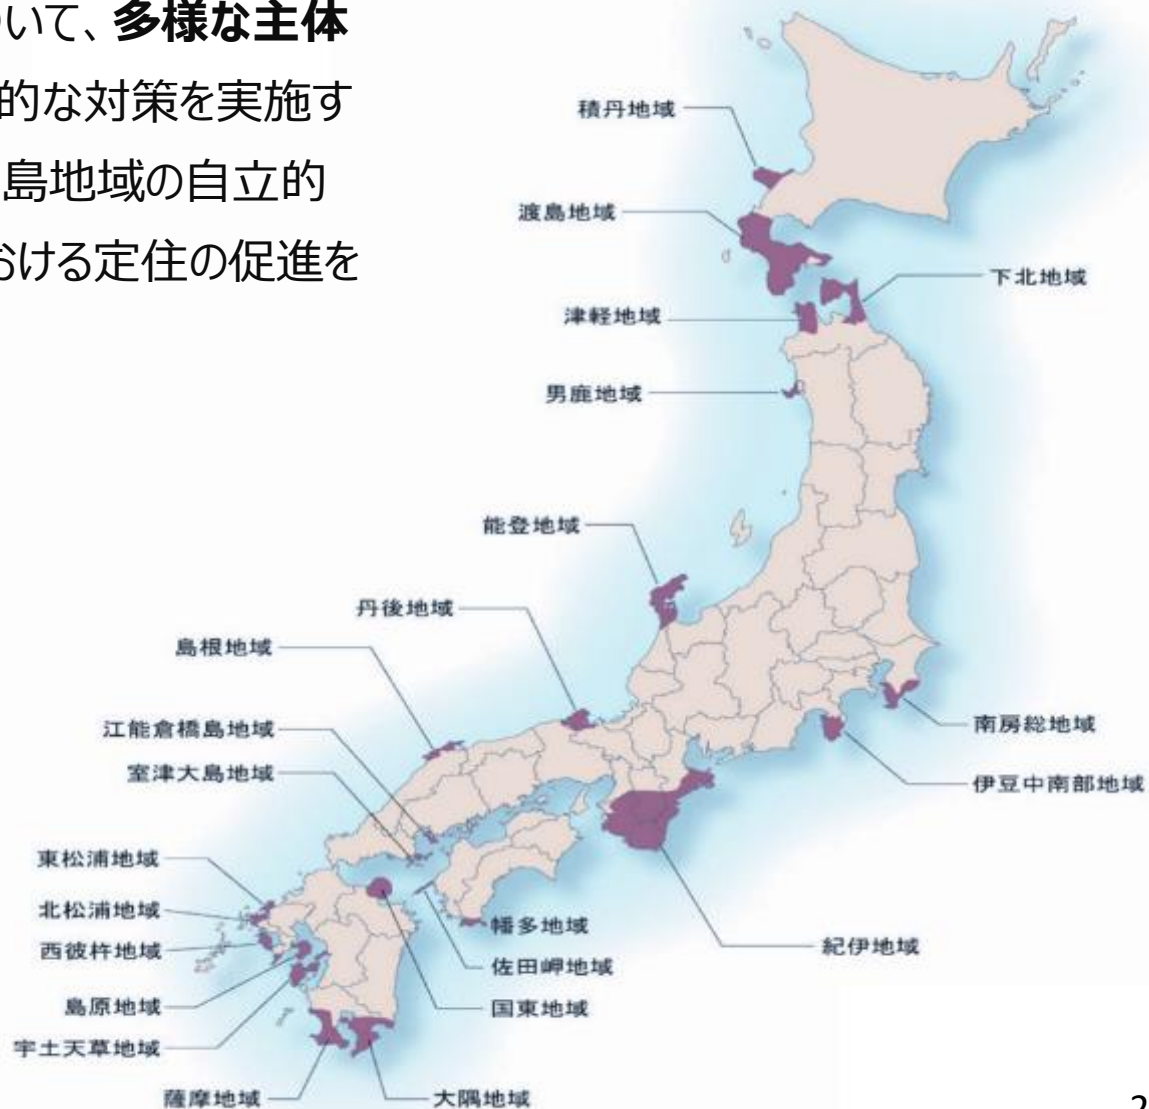 いて、多様な主体
的な対策を実施す
島地域の自立的
おける定住の促進を
積丹地域
渡島地域
下北地域
津軽地域
男鹿地域
能登地域
丹後地域
島根地域
江能倉橋島地域
室津大島地域
南房総地域
伊豆中南部地域
東松浦地域
北松浦地域
西彼杵地域
島原地域
宇土天草地域
薩摩地域
大隅地域
国東地域
佐田岬地域
幡多地域
紀伊地域
2